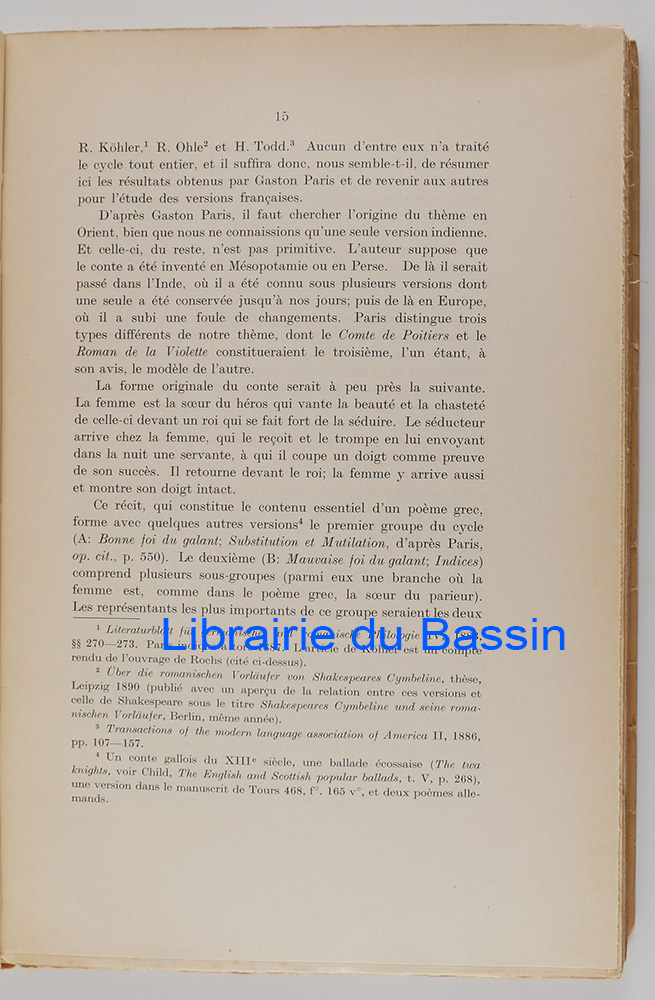 15
R. Köhler,¹ R. Ohle² et H. Todd.³ Aucun d'entre eux n'a traité
le cycle tout entier, et il suffira donc, nous semble-t-il, de résumer
ici les résultats obtenus par Gaston Paris et de revenir aux autres
pour l'étude des versions françaises.
D'après Gaston Paris, il faut chercher l'origine du thème en
Orient, bien que nous ne connaissions qu'une seule version indienne.
Et celle-ci, du reste, n'est pas primitive. L'auteur suppose que
le conte a été inventé en Mésopotamie ou en Perse. De là il serait
passé dans l'Inde, où il a été connu sous plusieurs versions dont
une seule a été conservée jusqu'à nos jours; puis de là en Europe,
où il a subi une foule de changements. Paris distingue trois
types différents de notre thème, dont le Comte de Poitiers et le
Roman de la Violette constitueraient le troisième, l'un étant, à
son avis, le modèle de l'autre.
La forme originale du conte serait à peu près la suivante.
La femme est la sœur du héros qui vante la beauté et la chasteté
de celle-ci devant un roi qui se fait fort de la séduire. Le séducteur
arrive chez la femme, qui le reçoit et le trompe en lui envoyant
dans la nuit une servante, à qui il coupe un doigt comme preuve
de son succès. Il retourne devant le roi; la femme y arrive aussi
et montre son doigt intact.
Ce récit, qui constitue le contenu essentiel d'un poème grec,
forme avec quelques autres versions⁴ le premier groupe du cycle
(A: Bonne foi du galant; Substitution et Mutilation, d'après Paris,
op. cit., p. 550). Le deuxième (B: Mauvaise foi du galant; Indices)
comprend plusieurs sous-groupes (parmi eux une branche où la
femme est, comme dans le poème grec, la sœur du parieur).
Les représentants les plus importants de ce groupe seraient les deux
¹ Literaturblatt für germanische und romanische Philologie
§§ 270—273. L'article de Köhler est un compte
rendu de l'ouvrage de Rochs (cité ci-dessus).
² Über die romanischen Vorläufer von Shakespeares Cymbeline, thèse,
Leipzig 1890 (publié avec un aperçu de la relation entre ces versions et
celle de Shakespeare sous le titre Shakespeares Cymbeline und seine roma-
nischen Vorläufer, Berlin, même année).
³ Transactions of the modern language association of America II, 1886,
pp. 107—157.
⁴ Un conte gallois du XIIIᵉ siècle, une ballade écossaise (The twa
knights, voir Child, The English and Scottish popular ballads, t. V, p. 268),
une version dans le manuscrit de Tours 468, f°. 165 v°, et deux poèmes alle-
mands.
Librairie du Bassin